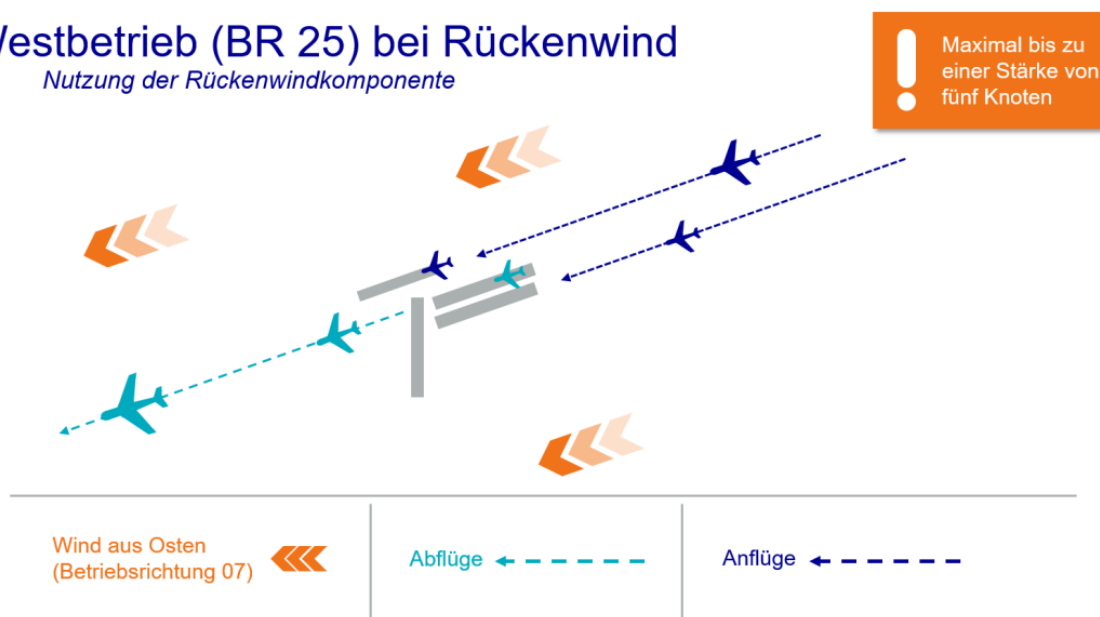 Westbetrieb (BR 25) bei Rückenwind
Nutzung der Rückenwindkomponente
Maximal bis zu
einer Stärke von
fünf Knoten
Wind aus Osten
(Betriebsrichtung 07)
Abflüge
Anflüge